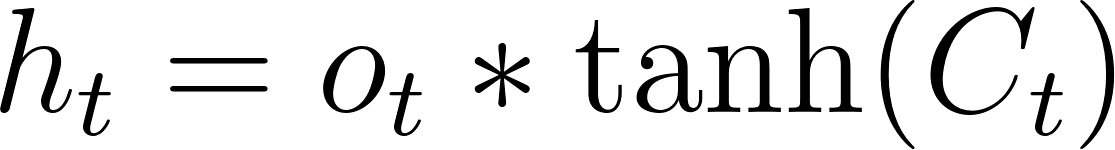 h_t = o_t * tanh(C_t)